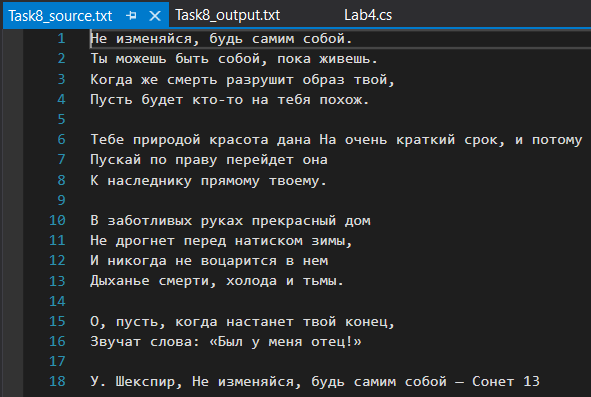 Task8_source.txt Task8_output.txt Lab4.cs
1 Не изменяйся, будь самим собой.
2 Ты можешь быть собой, пока живешь.
3 Когда же смерть разрушит образ твой,
4 Пусть будет кто-то на тебя похож.
5
6 Тебе природой красота дана На очень краткий срок, и потому
7 Пускай по праву перейдет она
8 К наследнику прямому твоему.
9
10 В заботливых руках прекрасный дом
11 Не дрогнет перед натиском зимы,
12 И никогда не воцарится в нем
13 Дыханье смерти, холода и тьмы.
14
15 О, пусть, когда настанет твой конец,
16 Звучат слова: «Был у меня отец!»
17
18 У. Шекспир, Не изменяйся, будь самим собой — Сонет 13